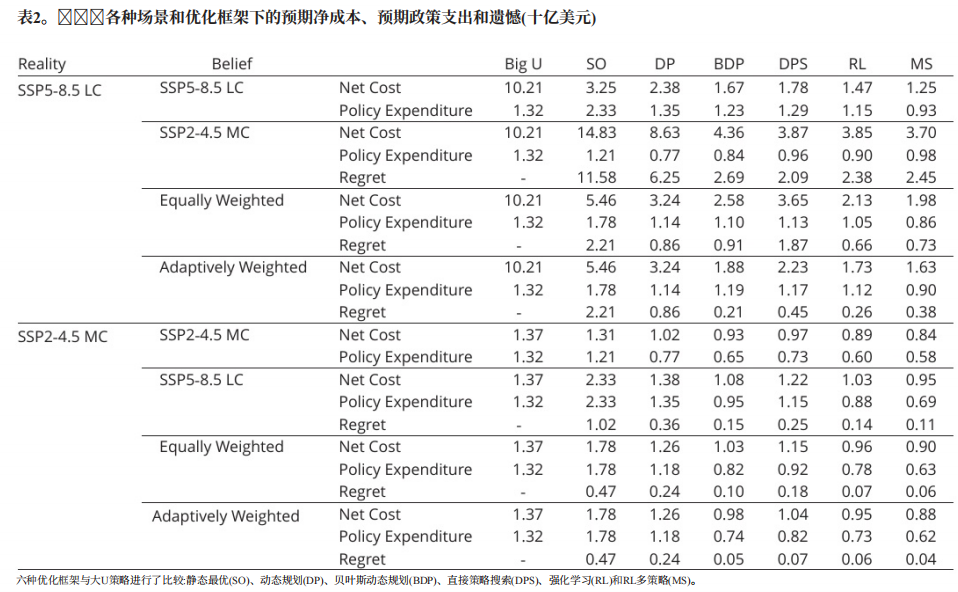 表2。各种场景和优化框架下的预期净成本、预期政策支出和遗憾(十亿美元)
Reality Belief Big U SO DP BDP DPS RL MS
SSP5-8.5 LC SSP5-8.5 LC Net Cost 10.21 3.25 2.38 1.67 1.78 1.47 1.25
Policy Expenditure 1.32 2.33 1.35 1.23 1.29 1.15 0.93
SSP2-4.5 MC Net Cost 10.21 14.83 8.63 4.36 3.87 3.85 3.70
Policy Expenditure 1.32 1.21 0.77 0.84 0.96 0.90 0.98
Regret - 11.58 6.25 2.69 2.09 2.38 2.45
Equally Weighted Net Cost 10.21 5.46 3.24 2.58 3.65 2.13 1.98
Policy Expenditure 1.32 1.78 1.14 1.10 1.13 1.05 0.86
Regret - 2.21 0.86 0.91 1.87 0.66 0.73
Adaptively Weighted Net Cost 10.21 5.46 3.24 1.88 2.23 1.73 1.63
Policy Expenditure 1.32 1.78 1.14 1.19 1.17 1.12 0.90
Regret - 2.21 0.86 0.21 0.45 0.26 0.38
SSP2-4.5 MC SSP2-4.5 MC Net Cost 1.37 1.31 1.02 0.93 0.97 0.89 0.84
Policy Expenditure 1.32 1.21 0.77 0.65 0.73 0.60 0.58
SSP5-8.5 LC Net Cost 1.37 2.33 1.38 1.08 1.22 1.03 0.95
Policy Expenditure 1.32 2.33 1.35 0.95 1.15 0.88 0.69
Regret - 1.02 0.36 0.15 0.25 0.14 0.11
Equally Weighted Net Cost 1.37 1.78 1.26 1.03 1.15 0.96 0.90
Policy Expenditure 1.32 1.78 1.18 0.82 0.92 0.78 0.63
Regret - 0.47 0.24 0.10 0.18 0.07 0.06
Adaptively Weighted Net Cost 1.37 1.78 1.26 0.98 1.04 0.95 0.88
Policy Expenditure 1.32 1.78 1.18 0.74 0.82 0.73 0.62
Regret - 0.47 0.24 0.05 0.07 0.06 0.04
六种优化框架与大U策略进行了比较:静态最优(SO)、动态规划(DP)、贝叶斯动态规划(BDP)、直接策略搜索(DPS)、强化学习(RL)和RL多策略(MS)。